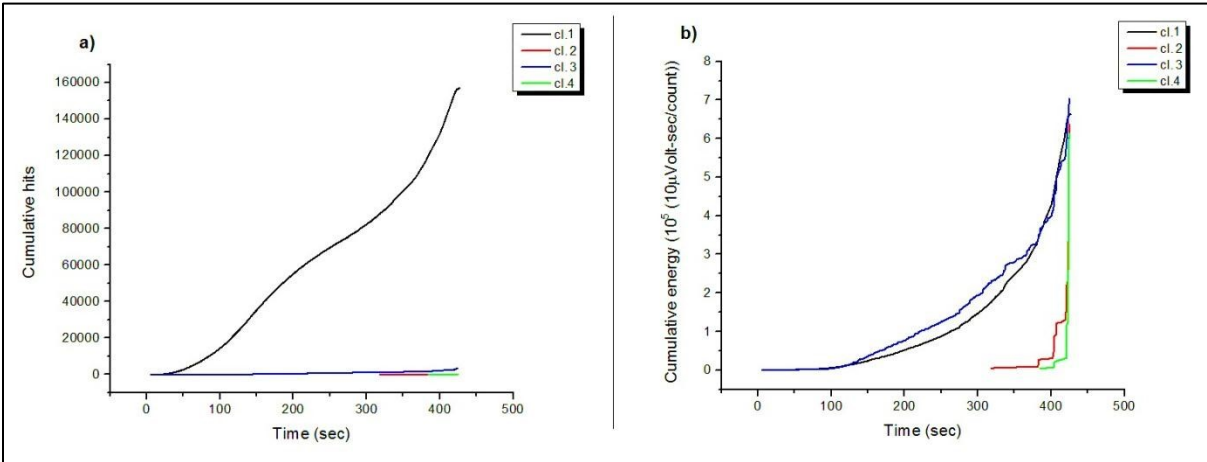 a)
cl.1
cl.2
cl.3
cl.4
160000
140000
120000
100000
80000
60000
40000
20000
0
Cumulative hits
0 100 200 300 400 500
Time (sec)
b)
cl.1
cl.2
cl.3
cl.4
8
7
6
5
4
3
2
1
0
Cumulative energy (10⁵ (10µVolt-sec/count))
0 100 200 300 400 500
Time (sec)